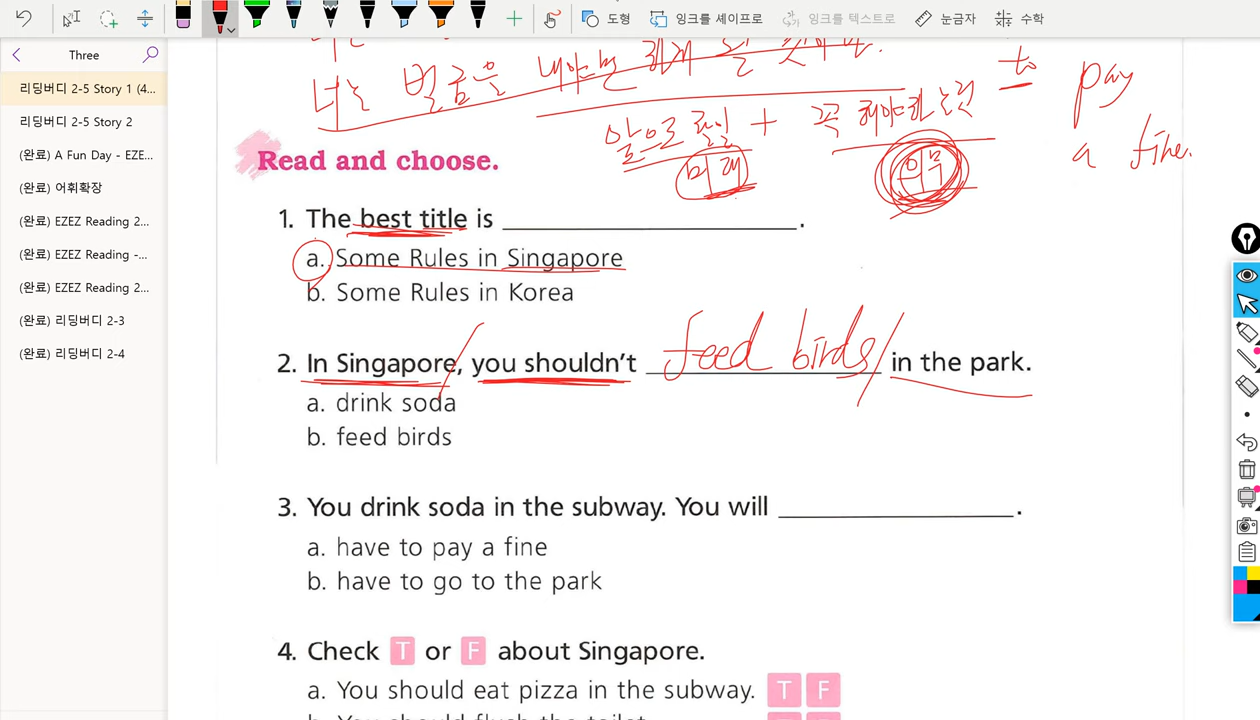 도형 잉크를 셰이프로 잉크를 텍스트로 눈금자 수학
Three
리딩버디 2-5 Story 1 (4...
리딩버디 2-5 Story 2
(완료) A Fun Day - EZE...
(완료) 어휘확장
(완료) EZEZ Reading 2...
(완료) EZEZ Reading -...
(완료) EZEZ Reading 2...
(완료) 리딩버디 2-3
(완료) 리딩버디 2-4
너는 벌금을 내야만 하게 될 것이다. to pay
앞으로 할일 + 꼭 해야하는것 a fine.
미래 의무
Read and choose.
1. The best title is ____________________.
a. Some Rules in Singapore
b. Some Rules in Korea
2. In Singapore, you shouldn't feed birds in the park.
a. drink soda
b. feed birds
3. You drink soda in the subway. You will ________________.
a. have to pay a fine
b. have to go to the park
4. Check T or F about Singapore.
a. You should eat pizza in the subway. T F
b. You should flush the toilet.